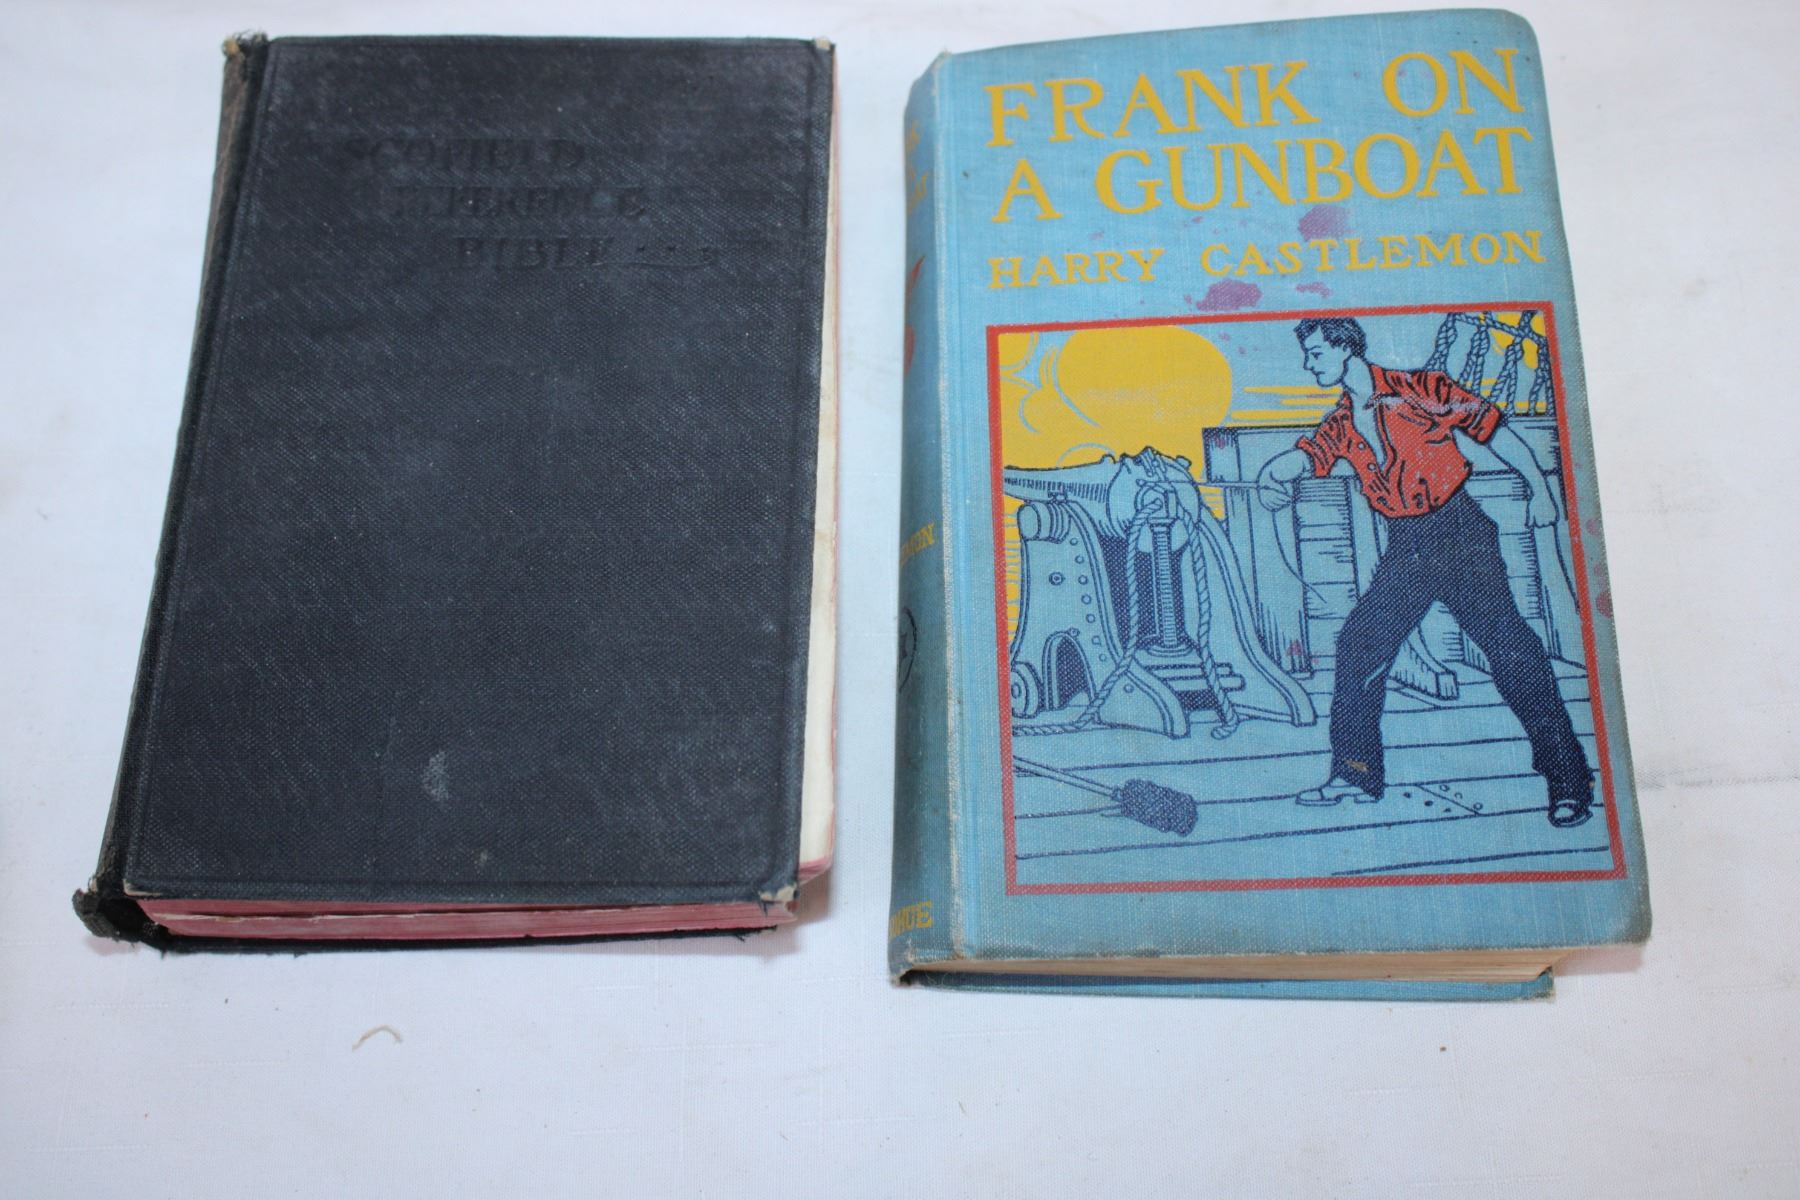 SCOFIELD
REFERENCE
BIBLE
FRANK ON
A GUNBOAT
HARRY CASTLEMON